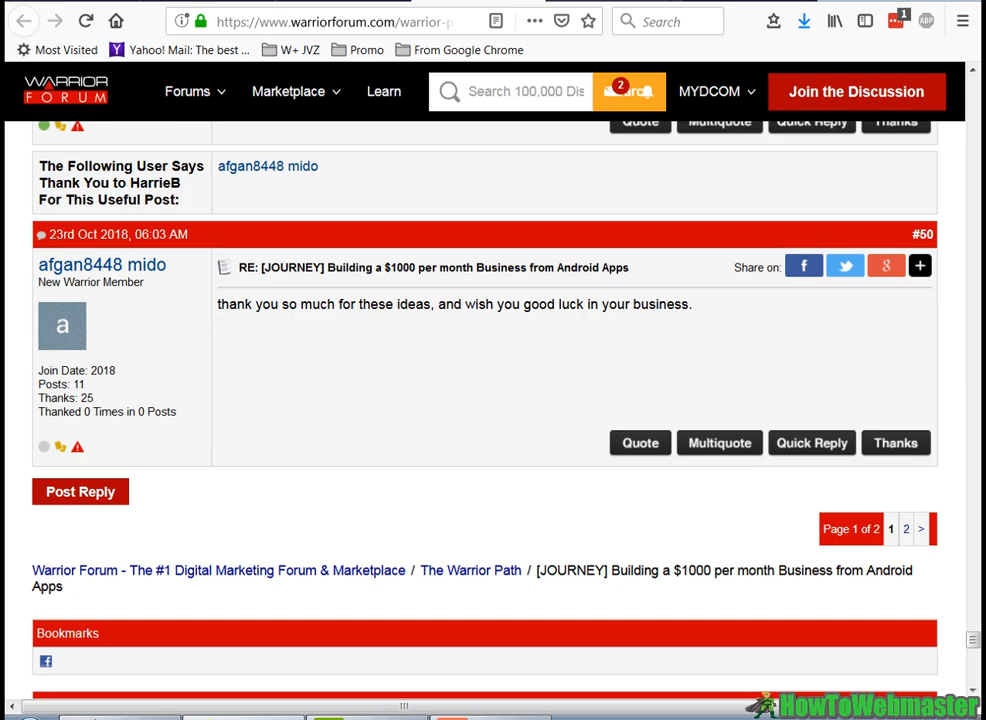 https://www.warriorforum.com/warrior-p
Search
1
ABP
Most Visited
Yahoo! Mail: The best ...
W+ JVZ
Promo
From Google Chrome
WARRIOR
FORUM
Forums
Marketplace
Learn
Search 100,000 Dis
2
MYDCOM
Join the Discussion
Quote
Multiquote
Quick Reply
Thanks
The Following User Says
Thank You to HarrieB
For This Useful Post:
afgan8448 mido
23rd Oct 2018, 06:03 AM
#50
afgan8448 mido
New Warrior Member
a
Join Date: 2018
Posts: 11
Thanks: 25
Thanked 0 Times in 0 Posts
RE: [JOURNEY] Building a $1000 per month Business from Android Apps
Share on:
thank you so much for these ideas, and wish you good luck in your business.
Quote
Multiquote
Quick Reply
Thanks
Post Reply
Page 1 of 2
1
2
>
Warrior Forum - The #1 Digital Marketing Forum & Marketplace / The Warrior Path / [JOURNEY] Building a $1000 per month Business from Android
Apps
Bookmarks
HowToWebmaster